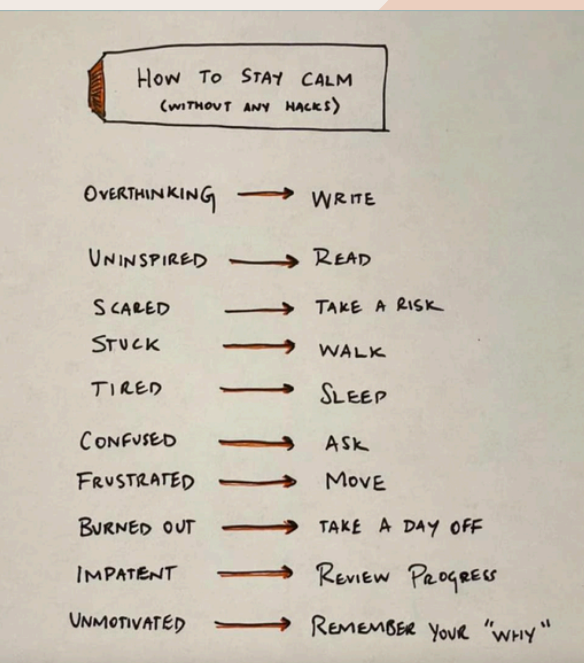 HOW TO STAY CALM
(WITHOUT ANY HACKS)
OVERTHINKING → WRITE
UNINSPIRED → READ
SCARED → TAKE A RISK
STUCK → WALK
TIRED → SLEEP
CONFUSED → ASK
FRUSTRATED → MOVE
BURNED OUT → TAKE A DAY OFF
IMPATENT → REVIEW PROGRESS
UNMOTIVATED → REMEMBER YOUR "WHY"